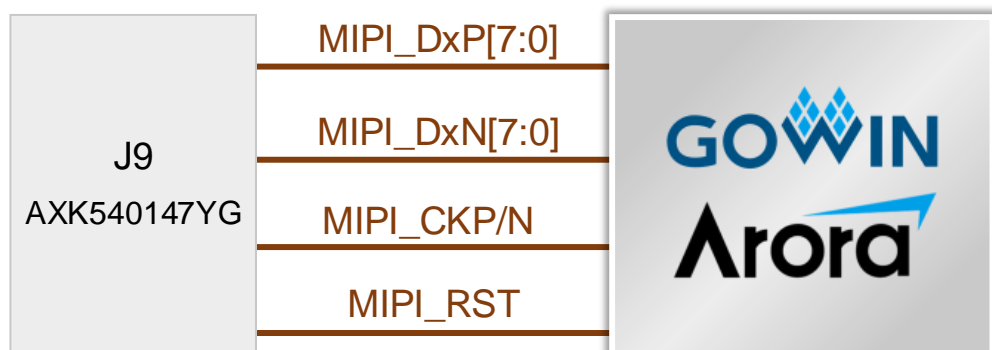 J9
AXK540147YG
MIPI_DxP[7:0]
MIPI_DxN[7:0]
MIPI_CKP/N
MIPI_RST
GOWIN
Arora